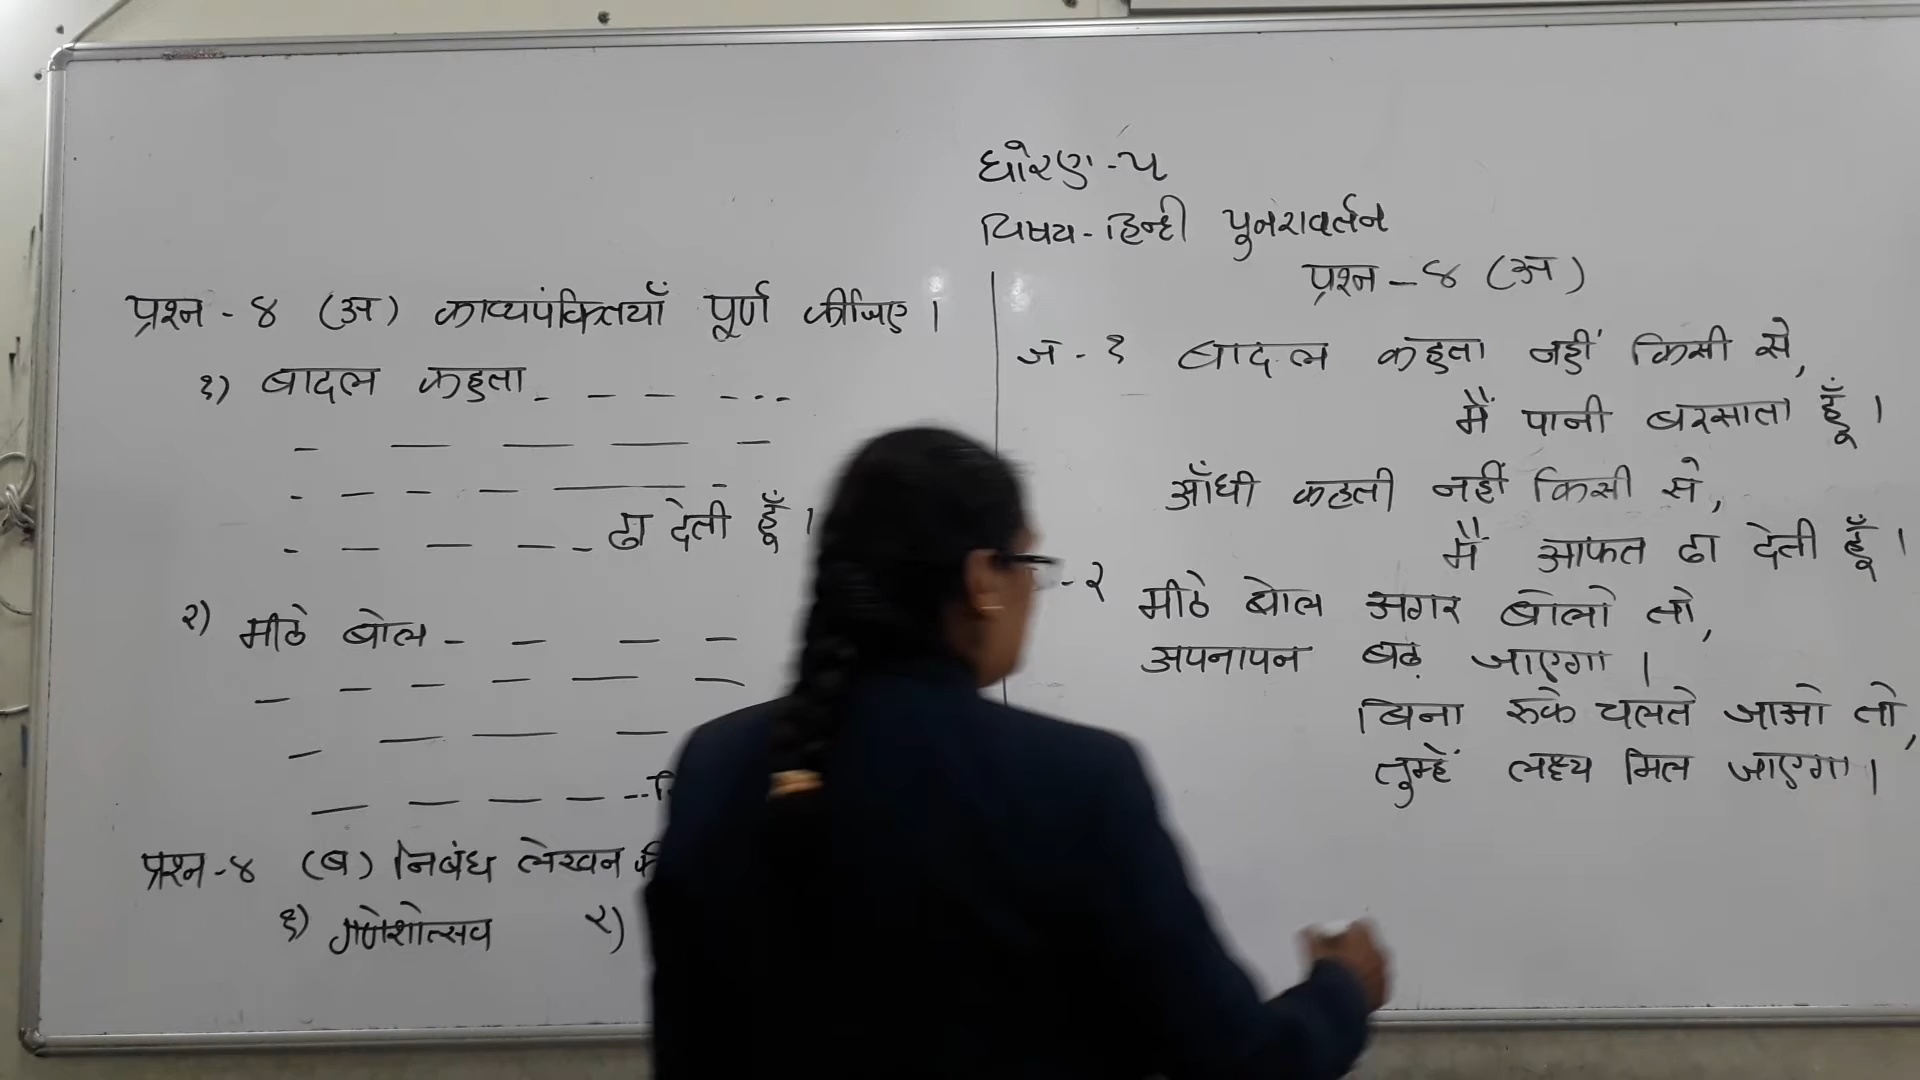 धोरण - ५
विषय - हिन्दी पुनरावर्तन
प्रश्न - ४ (अ) काव्यपंक्तियाँ पूर्ण कीजिए ।
१) बादल कहता - - - - - -
- - - - -
- - - - - -
- - - - - ढा देती हूँ ।
२) मीठे बोल - - - -
- - - - - -
- - - -
- - - - --
प्रश्न - ४ (ब) निबंध लेखन
१) गणेशोत्सव २)
प्रश्न - ४ (अ)
ज - १ बादल कहता नहीं किसी से,
मैं पानी बरसाता हूँ ।
आँधी कहती नहीं किसी से,
मैं आफत ढा देती हूँ ।
- २ मीठे बोल अगर बोलो तो,
अपनापन बढ़ जाएगा ।
बिना रुके चलते जाओ तो,
तुम्हें लक्ष्य मिल जाएगा ।